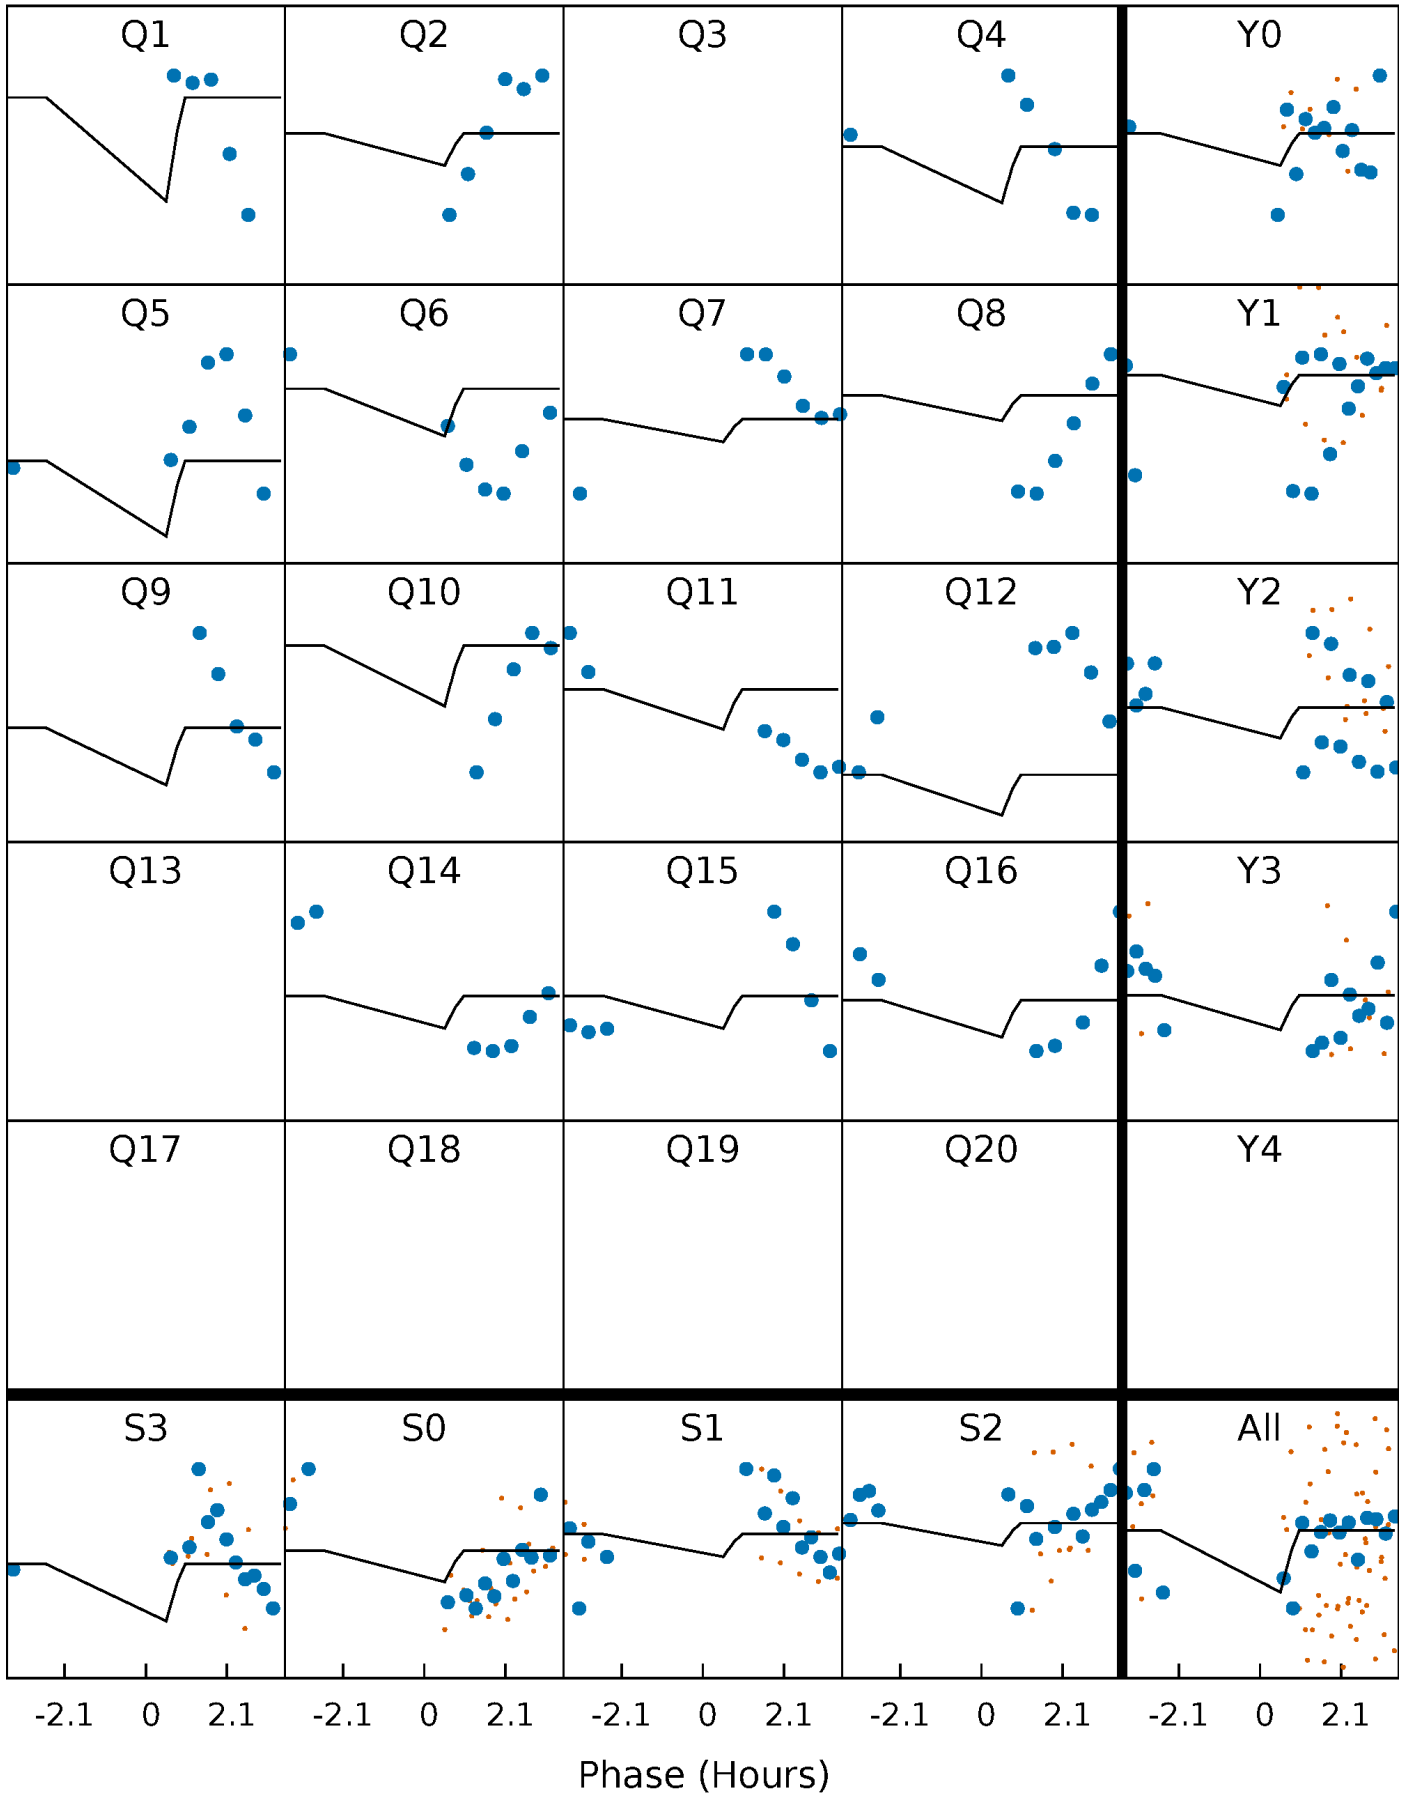 Q1 Q2 Q3 Q4 Y0
Q5 Q6 Q7 Q8 Y1
Q9 Q10 Q11 Q12 Y2
Q13 Q14 Q15 Q16 Y3
Q17 Q18 Q19 Q20 Y4
S3 S0 S1 S2 All
-2.1 0 2.1 -2.1 0 2.1 -2.1 0 2.1 -2.1 0 2.1 -2.1 0 2.1
Phase (Hours)